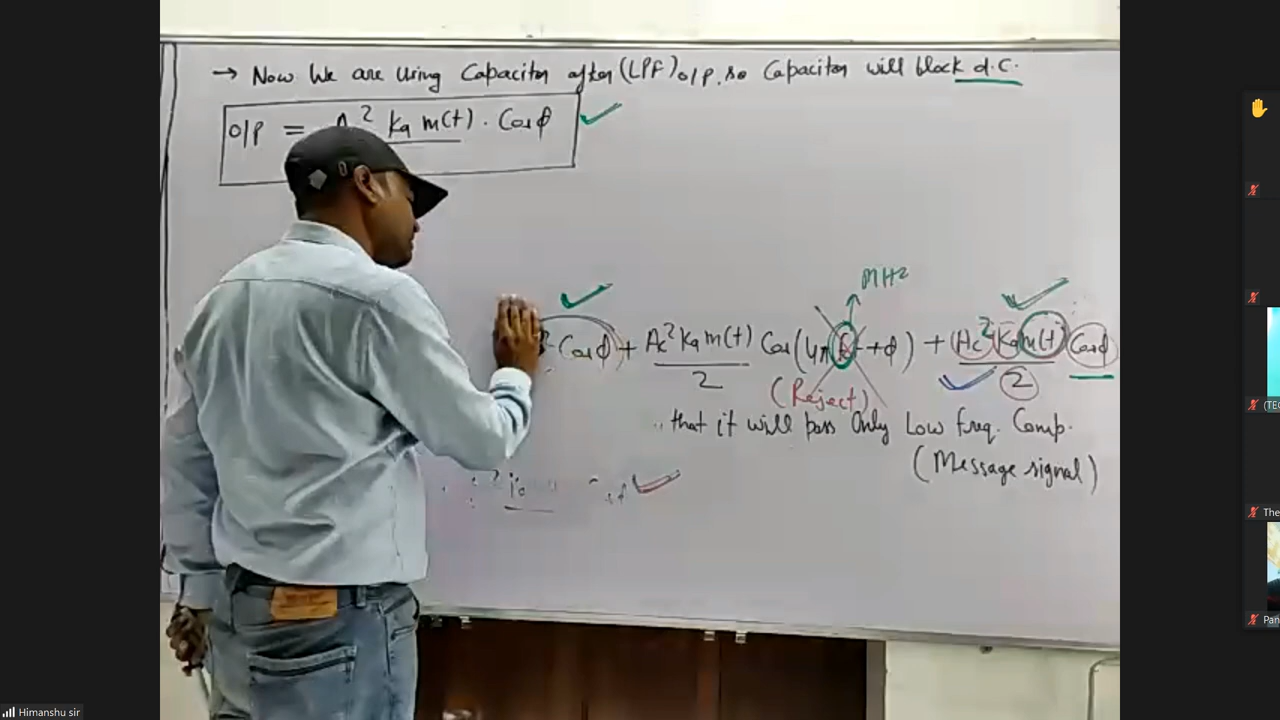 → Now We are Using Capacitor after (LPF) o/p, so Capacitor will block d.C.
o/p = Ac² Ka m(t) . Cosϕ
MHz
Cosϕ + Ac² Ka m(t) / 2 Cos(4π fc t + ϕ) + (Ac² Ka m(t) Cosϕ) / 2
(Reject)
that it will pass Only Low freq. Comp.
(Message signal)
Himanshu sir